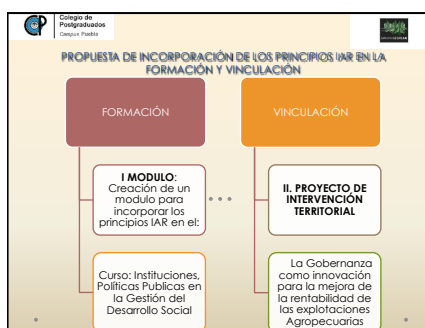 Colegio de
Postgraduados
Campus Puebla
PROPUESTA DE INCORPORACIÓN DE LOS PRINCIPIOS IAR EN LA
FORMACIÓN Y VINCULACIÓN
FORMACIÓN
I MODULO:
Creación de un
modulo para
incorporar los
principios IAR en el:
Curso: Instituciones,
Políticas Publicas en
la Gestión del
Desarrollo Social
VINCULACIÓN
II. PROYECTO DE
INTERVENCIÓN
TERRITORIAL
La Gobernanza
como innovación
para la mejora de
la rentabilidad de
las explotaciones
Agropecuarias